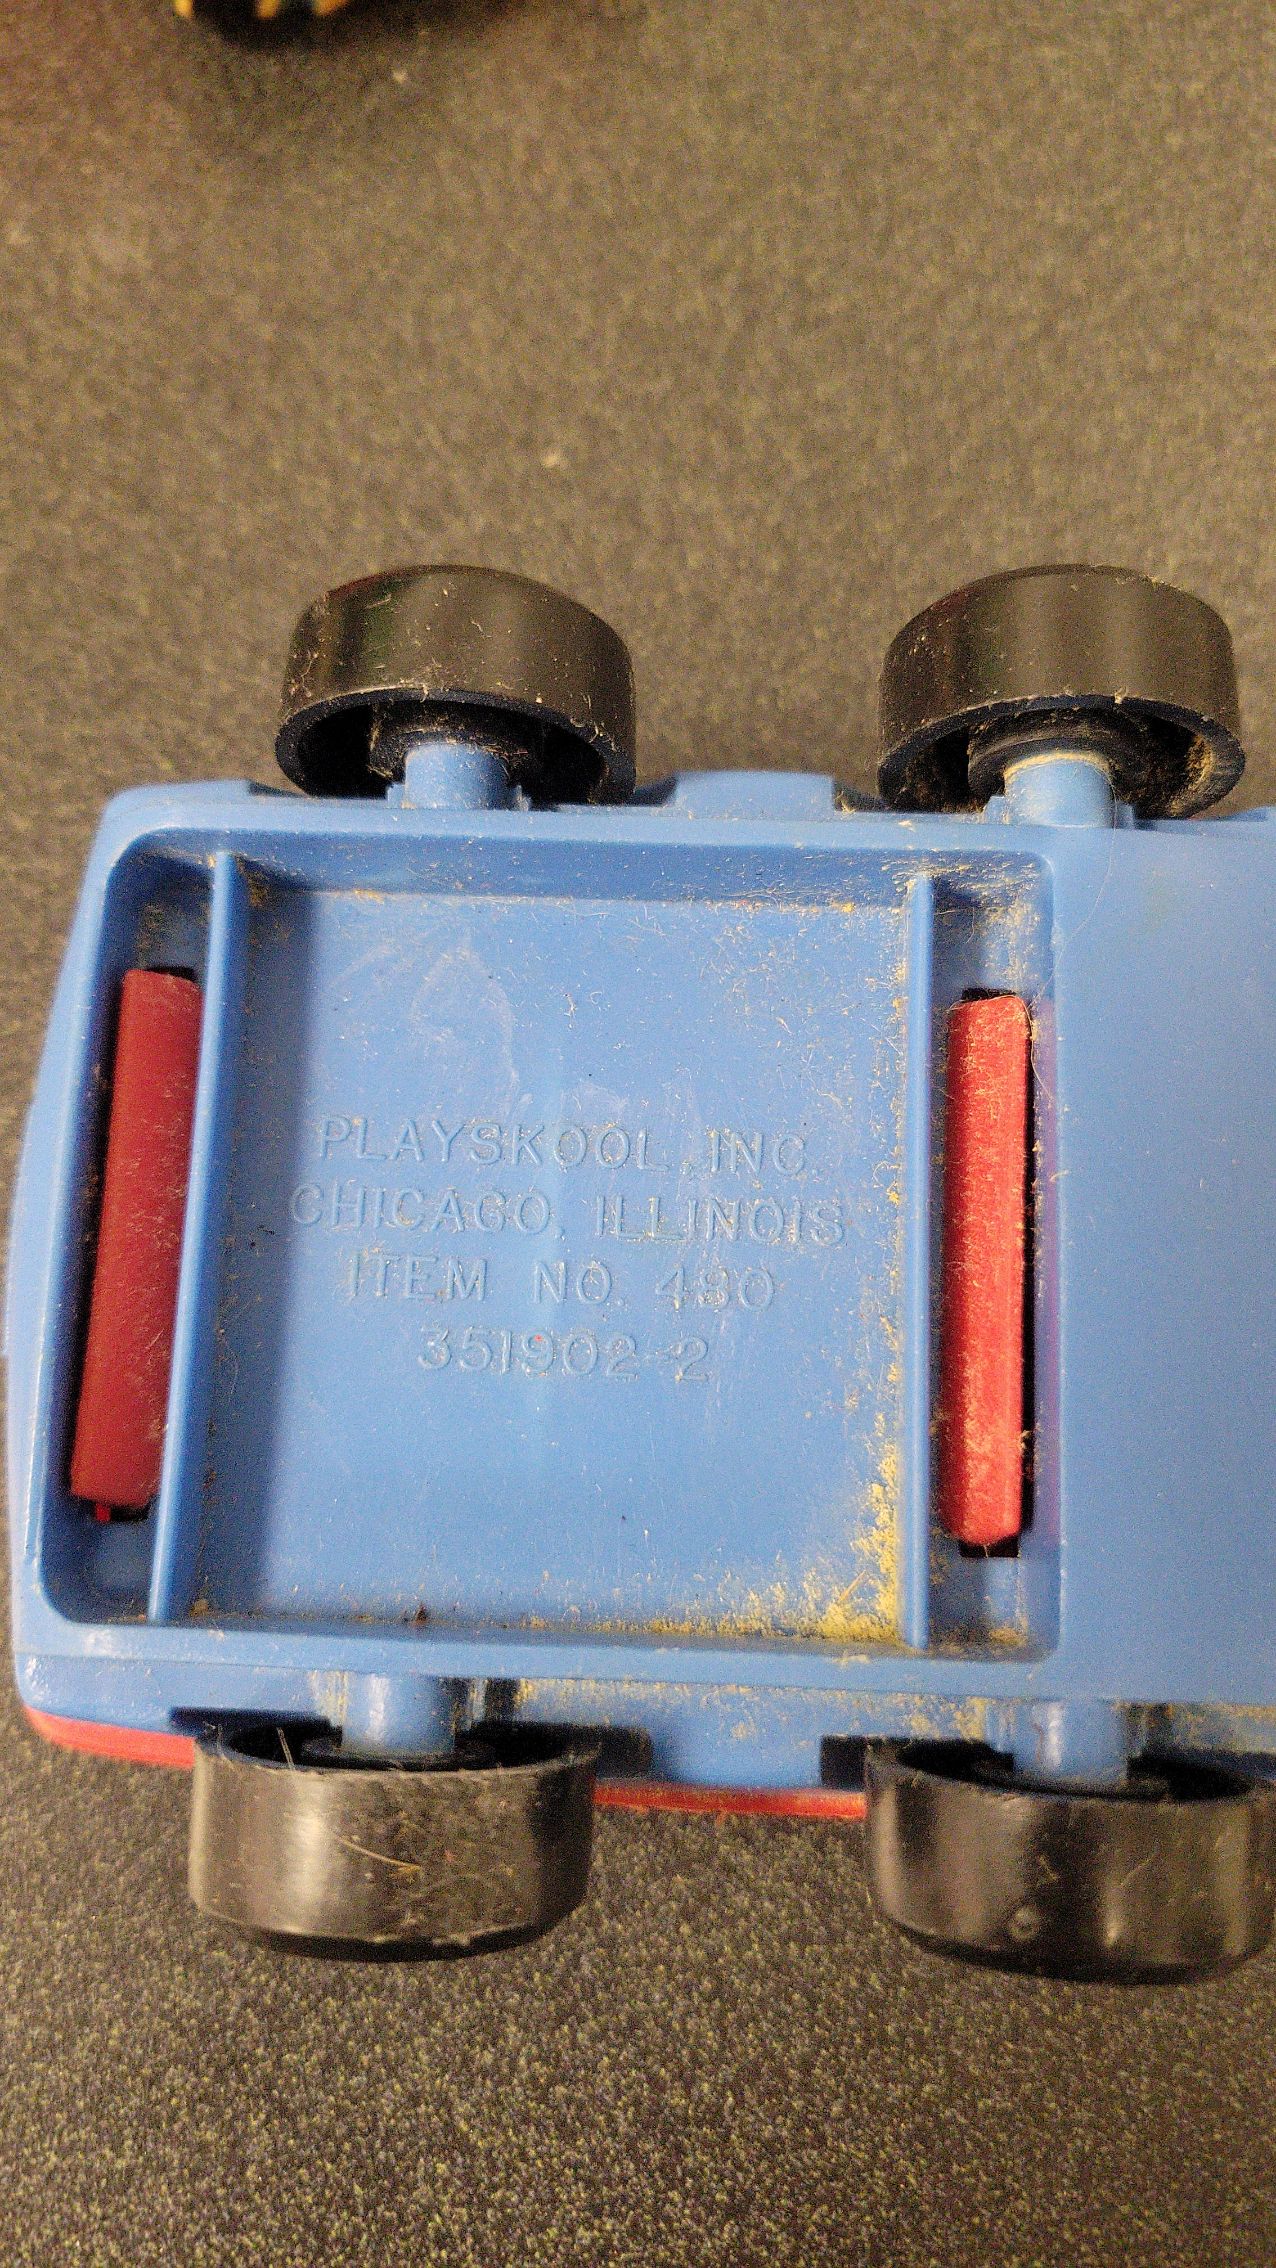 PLAYSKOOL, INC.
CHICAGO, ILLINOIS
ITEM NO. 480
351902-2